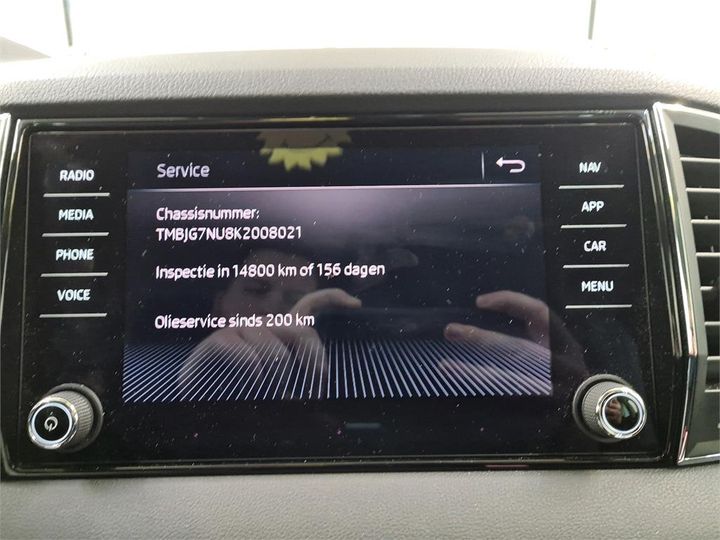 RADIO
MEDIA
PHONE
VOICE
Service
Chassisnummer:
TMBJG7NU8K2008021
Inspectie in 14800 km of 156 dagen
Olieservice sinds 200 km
NAV
APP
CAR
MENU